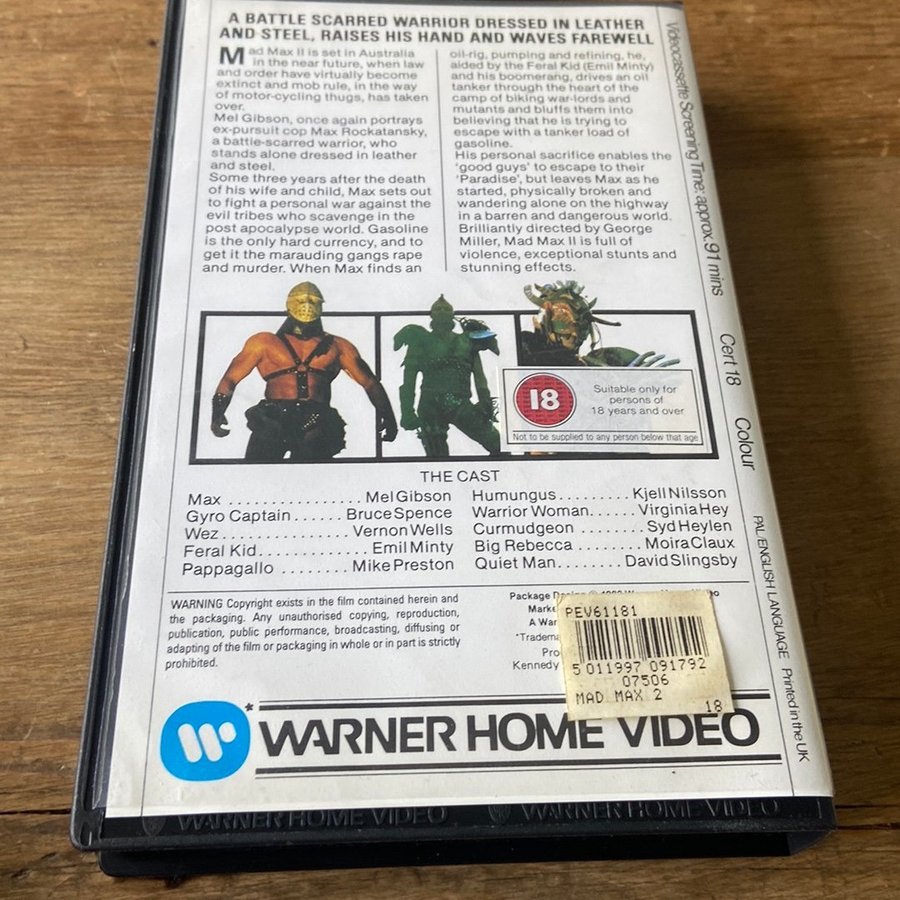 A BATTLE SCARRED WARRIOR DRESSED IN LEATHER
AND STEEL, RAISES HIS HAND AND WAVES FAREWELL
Mad Max II is set in Australia
in the near future, when law
and order have virtually become
extinct and mob rule, in the way
of motor-cycling thugs, has taken
over.
Mel Gibson, once again portrays
ex-pursuit cop Max Rockatansky,
a battle-scarred warrior, who
stands alone dressed in leather
and steel.
Some three years after the death
of his wife and child, Max sets out
to fight a personal war against the
evil tribes who scavenge in the
post apocalypse world. Gasoline
is the only hard currency, and to
get it the marauding gangs rape
and murder. When Max finds an
oil-rig, pumping and refining, he,
aided by the Feral Kid (Emil Minty)
and his boomerang, drives an oil
tanker through the heart of the
camp of biking war-lords and
mutants and bluffs them into
believing that he is trying to
escape with a tanker load of
gasoline.
His personal sacrifice enables the
'good guys' to escape to their
'Paradise', but leaves Max as he
started, physically broken and
wandering alone on the highway
in a barren and dangerous world.
Brilliantly directed by George
Miller, Mad Max II is full of
violence, exceptional stunts and
stunning effects.
18
Suitable only for
persons of
18 years and over
Not to be supplied to any person below that age
THE CAST
Max ................ Mel Gibson
Gyro Captain ...... Bruce Spence
Wez ................ Vernon Wells
Feral Kid ............. Emil Minty
Pappagallo ........ Mike Preston
Humungus ......... Kjell Nilsson
Warrior Woman ...... Virginia Hey
Curmudgeon ........ Syd Heylen
Big Rebecca ........ Moira Claux
Quiet Man ........ David Slingsby
WARNING Copyright exists in the film contained herein and
the packaging. Any unauthorised copying, reproduction,
publication, public performance, broadcasting, diffusing or
adapting of the film or packaging in whole or in part is strictly
prohibited.
Package
A
Kennedy
PEV61181
5 011997 091792
07506
MAD MAX 2
18
WARNER HOME VIDEO
WARNER HOME VIDEO
WARNER HOME VIDEO
Videocassette Screening Time: approx. 91 mins
Cert 18
Colour
PAL/ENGLISH LANGUAGE
Printed in the UK